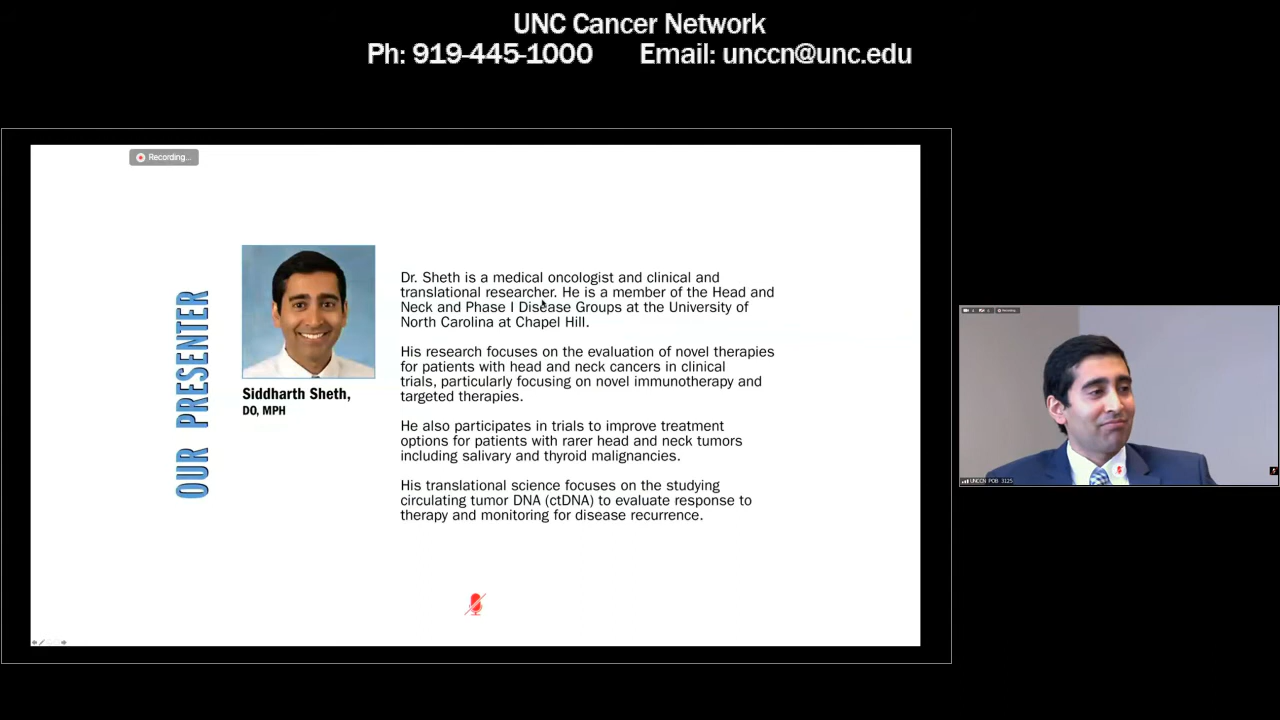 UNC Cancer Network
Ph: 919-445-1000 Email: unccn@unc.edu
Recording...
OUR PRESENTER
Siddharth Sheth,
DO, MPH
Dr. Sheth is a medical oncologist and clinical and
translational researcher. He is a member of the Head and
Neck and Phase I Disease Groups at the University of
North Carolina at Chapel Hill.
His research focuses on the evaluation of novel therapies
for patients with head and neck cancers in clinical
trials, particularly focusing on novel immunotherapy and
targeted therapies.
He also participates in trials to improve treatment
options for patients with rarer head and neck tumors
including salivary and thyroid malignancies.
His translational science focuses on the studying
circulating tumor DNA (ctDNA) to evaluate response to
therapy and monitoring for disease recurrence.
Recording...
UNCCN POB 3125